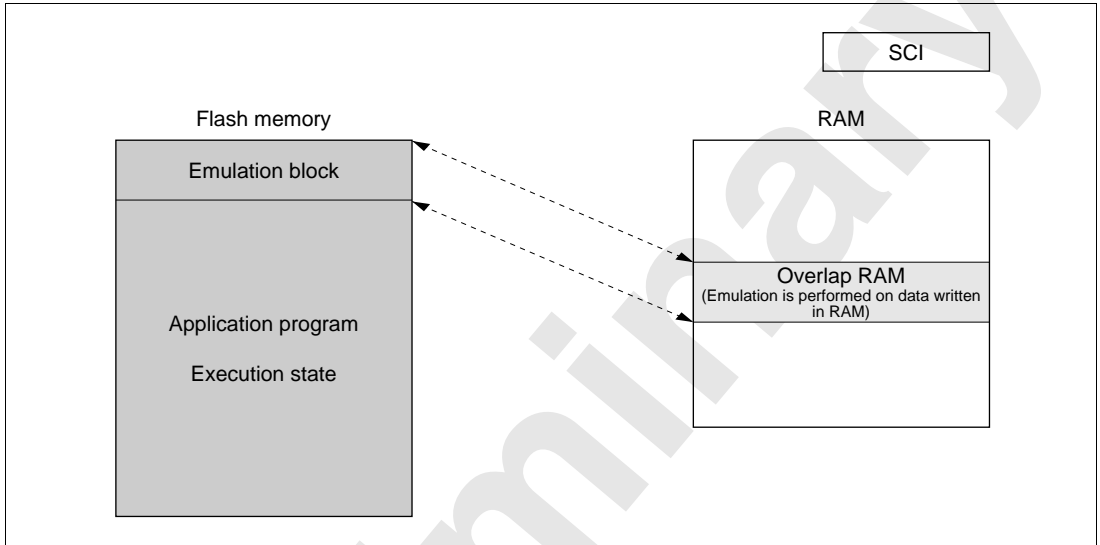 SCI
Flash memory
RAM
Emulation block
Overlap RAM
(Emulation is performed on data written
in RAM)
Application program
Execution state
minary